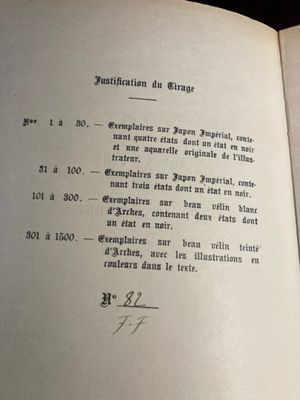 Justification du Tirage
Nos 1 à 30. — Exemplaires sur Japon Impérial, conte-
nant quatre états dont un état en noir
et une aquarelle originale de l'illus-
trateur.
31 à 100. — Exemplaires sur Japon Impérial, conte-
nant trois états dont un état en noir.
101 à 300. — Exemplaires sur beau vélin blanc
d'Arches, contenant deux états dont
un état en noir.
301 à 1500. — Exemplaires sur beau vélin teinté
d'Arches, avec les illustrations en
couleurs dans le texte.
N° 82
F. F